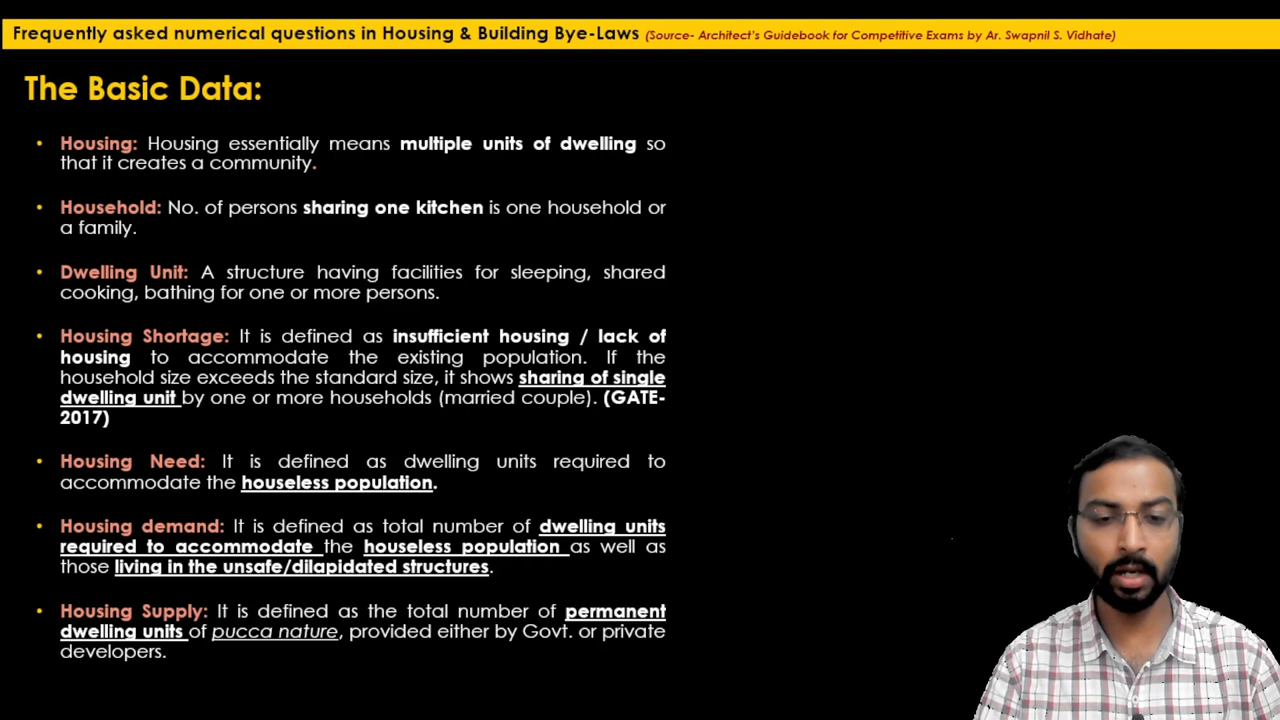 Frequently asked numerical questions in Housing & Building Bye-Laws (Source- Architect's Guidebook for Competitive Exams by Ar. Swapnil S. Vidhate)
The Basic Data:
• Housing: Housing essentially means multiple units of dwelling so
that it creates a community.
• Household: No. of persons sharing one kitchen is one household or
a family.
• Dwelling Unit: A structure having facilities for sleeping, shared
cooking, bathing for one or more persons.
• Housing Shortage: It is defined as insufficient housing / lack of
housing to accommodate the existing population. If the
household size exceeds the standard size, it shows sharing of single
dwelling unit by one or more households (married couple). (GATE-
2017)
• Housing Need: It is defined as dwelling units required to
accommodate the houseless population.
• Housing demand: It is defined as total number of dwelling units
required to accommodate the houseless population as well as
those living in the unsafe/dilapidated structures.
• Housing Supply: It is defined as the total number of permanent
dwelling units of pucca nature, provided either by Govt. or private
developers.